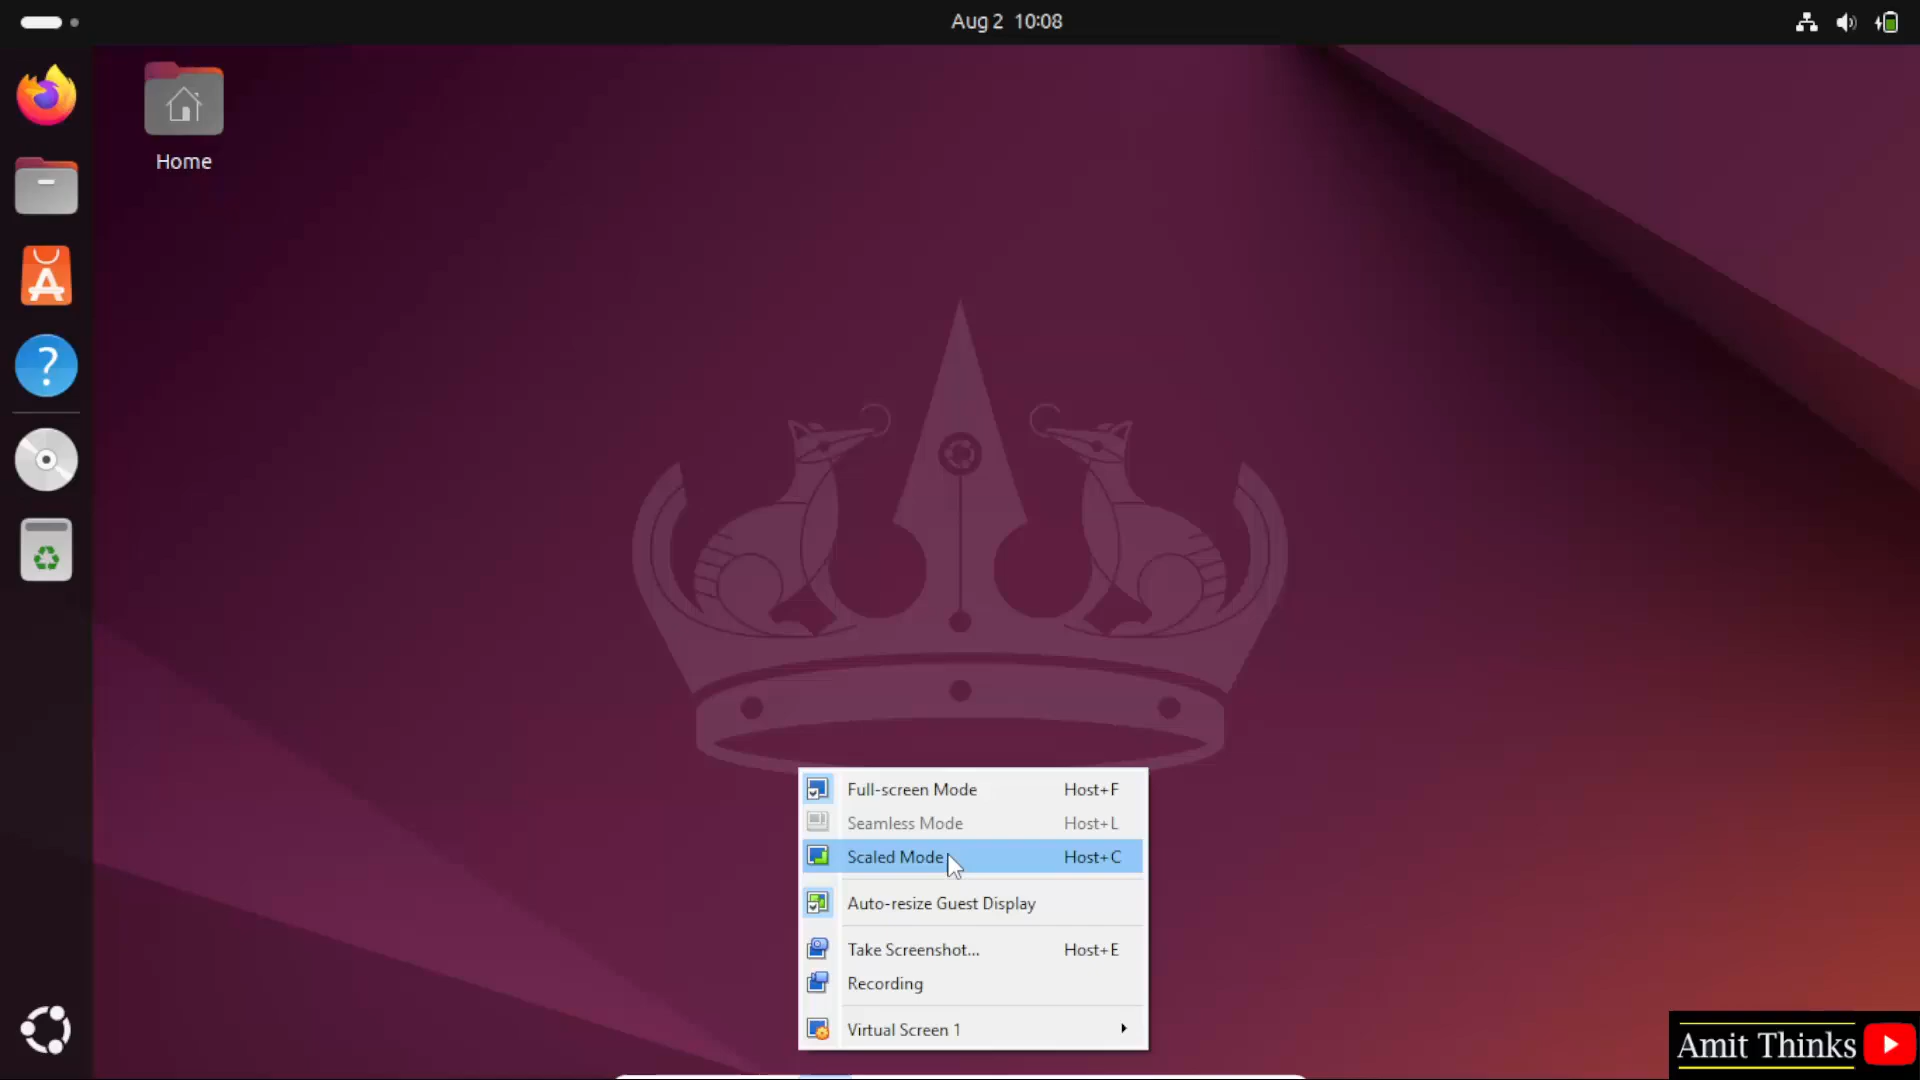 Aug 2 10:08
Home
Full-screen Mode Host+F
Seamless Mode Host+L
Scaled Mode Host+C
Auto-resize Guest Display
Take Screenshot... Host+E
Recording
Virtual Screen 1
Amit Thinks